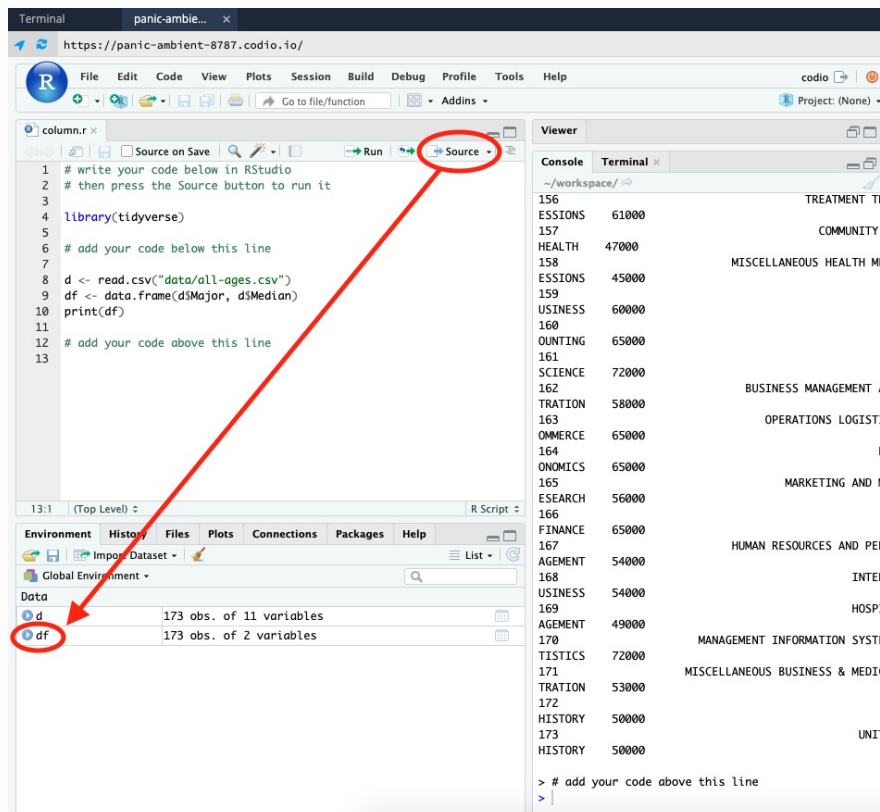 Terminal
panic-ambie... ×
https://panic-ambient-8787.codio.io/
R File Edit Code View Plots Session Build Debug Profile Tools Help codio
Go to file/function Addins Project: (None)
column.r ×
Source on Save Run Source
1 # write your code below in RStudio
2 # then press the Source button to run it
3
4 library(tidyverse)
5
6 # add your code below this line
7
8 d <- read.csv("data/all-ages.csv")
9 df <- data.frame(d$Major, d$Median)
10 print(df)
11
12 # add your code above this line
13
13:1 (Top Level) R Script
Environment History Files Plots Connections Packages Help
Import Dataset List
Global Environment
Data
d 173 obs. of 11 variables
df 173 obs. of 2 variables
Viewer
Console Terminal ×
~/workspace/
156 TREATMENT T
ESSIONS 61000
157 COMMUNITY
HEALTH 47000
158 MISCELLANEOUS HEALTH M
ESSIONS 45000
159
USINESS 60000
160
OUNTING 65000
161
SCIENCE 72000
162 BUSINESS MANAGEMENT
TRATION 58000
163 OPERATIONS LOGIST
OMMERCE 65000
164
ONOMICS 65000
165 MARKETING AND
ESEARCH 56000
166
FINANCE 65000
167 HUMAN RESOURCES AND PE
AGEMENT 54000
168 INTE
USINESS 54000
169 HOSP
AGEMENT 49000
170 MANAGEMENT INFORMATION SYST
TISTICS 72000
171 MISCELLANEOUS BUSINESS & MEDI
TRATION 53000
172
HISTORY 50000
173 UNI
HISTORY 50000
> # add your code above this line
>